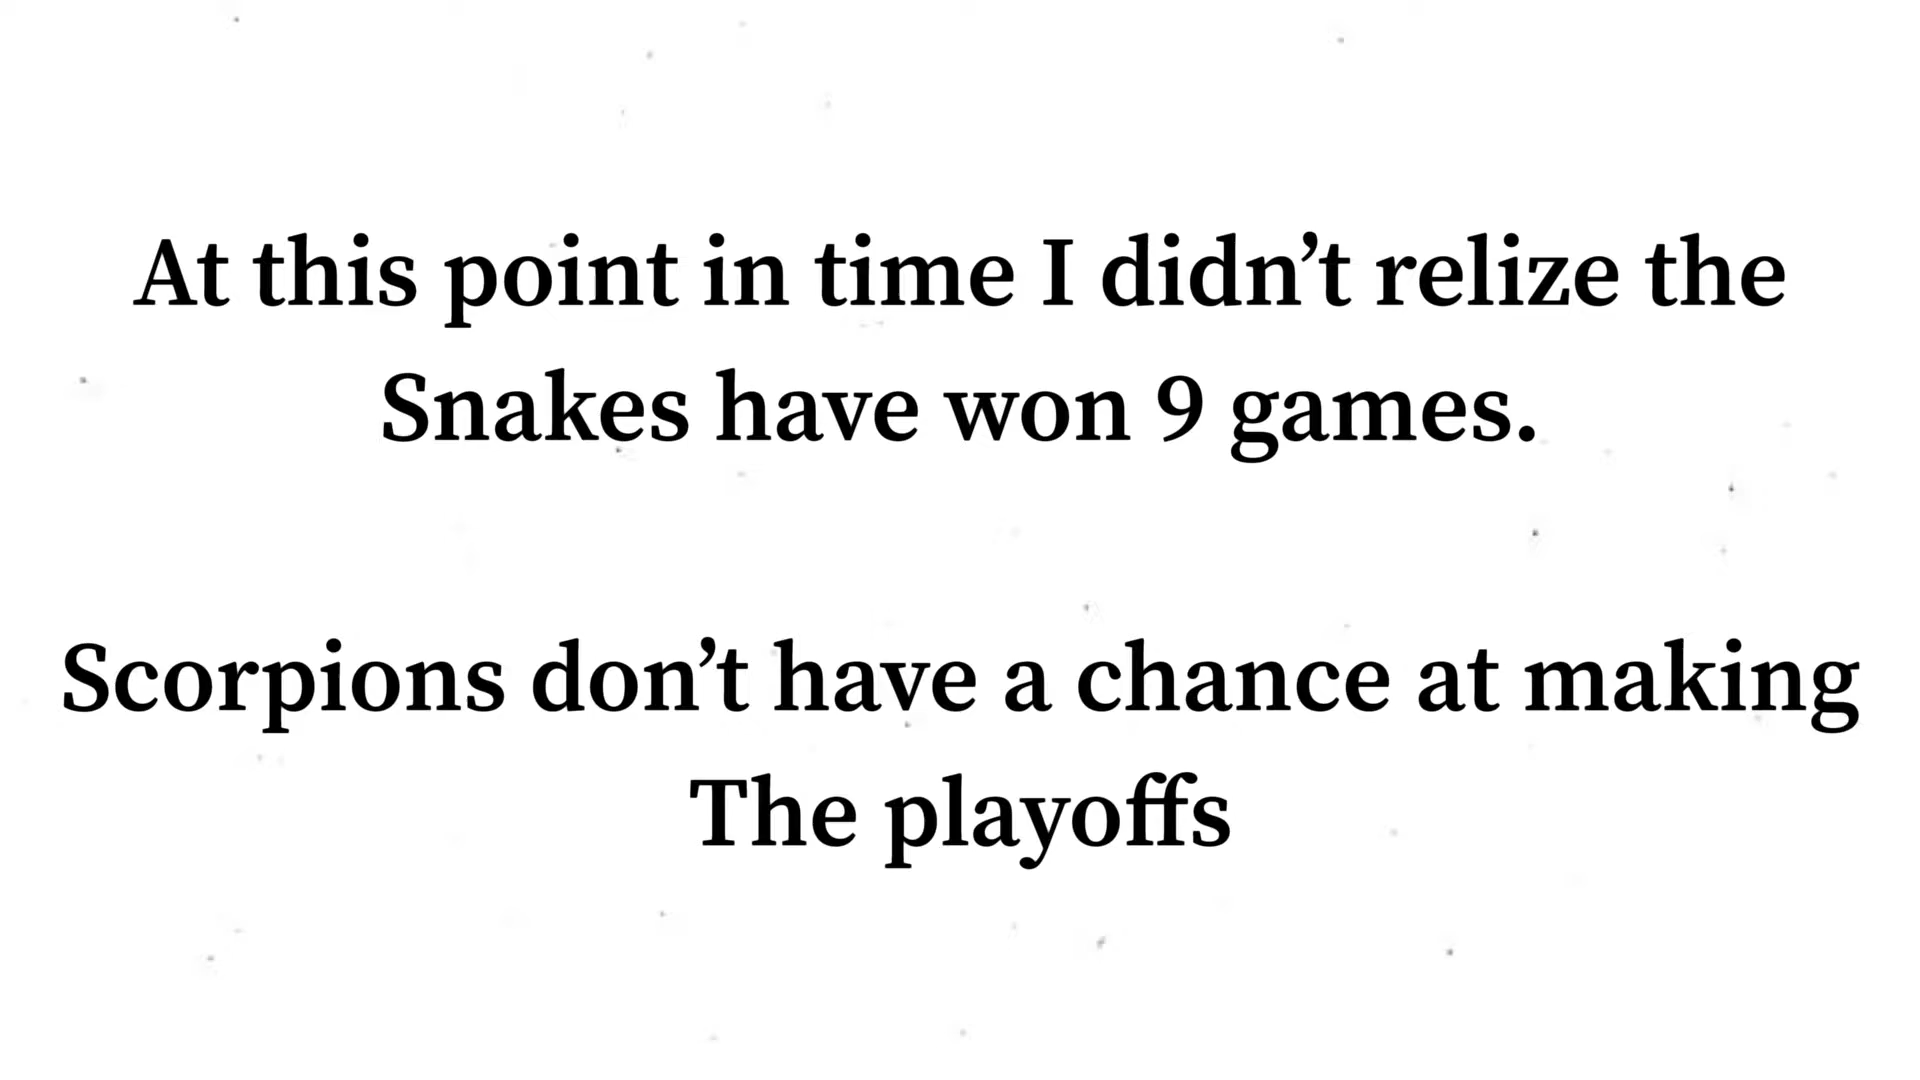 At this point in time I didn’t relize the
Snakes have won 9 games.
Scorpions don’t have a chance at making
The playoffs